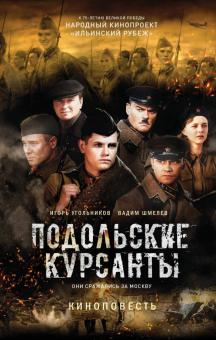 К 75-ЛЕТИЮ ВЕЛИКОЙ ПОБЕДЫ
НАРОДНЫЙ КИНОПРОЕКТ
«ИЛЬИНСКИЙ РУБЕЖ»
ИГОРЬ УГОЛЬНИКОВ ВАДИМ ШМЕЛЕВ
ПОДОЛЬСКИЕ
КУРСАНТЫ
ОНИ СРАЖАЛИСЬ ЗА МОСКВУ
КИНОПОВЕСТЬ